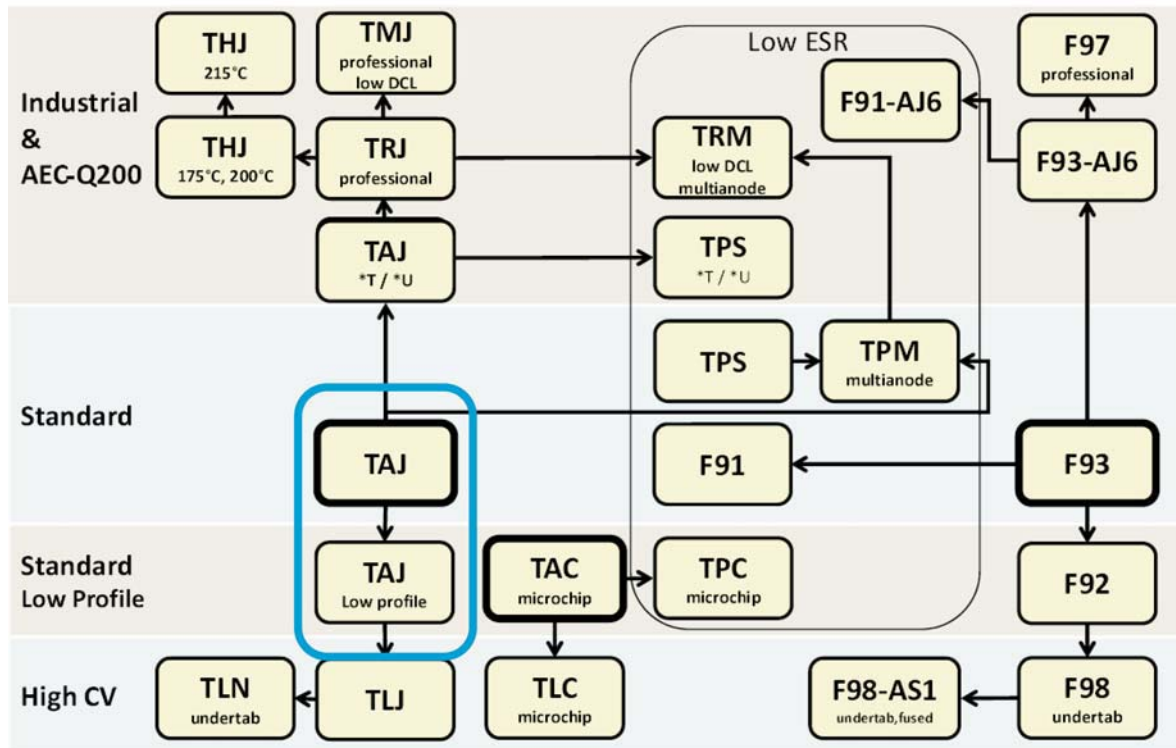 Industrial
&
AEC-Q200
THJ
215°C
TMJ
professional
low DCL
Low ESR
F91-AJ6
F97
professional
THJ
175°C, 200°C
TRJ
professional
TRM
low DCL
multianode
F93-AJ6
TAJ
*T / *U
TPS
*T / *U
Standard
TPS
TPM
multianode
TAJ
F91
F93
Standard
Low Profile
TAJ
Low profile
TAC
microchip
TPC
microchip
F92
High CV
TLN
undertab
TLJ
TLC
microchip
F98-AS1
undertab,fused
F98
undertab